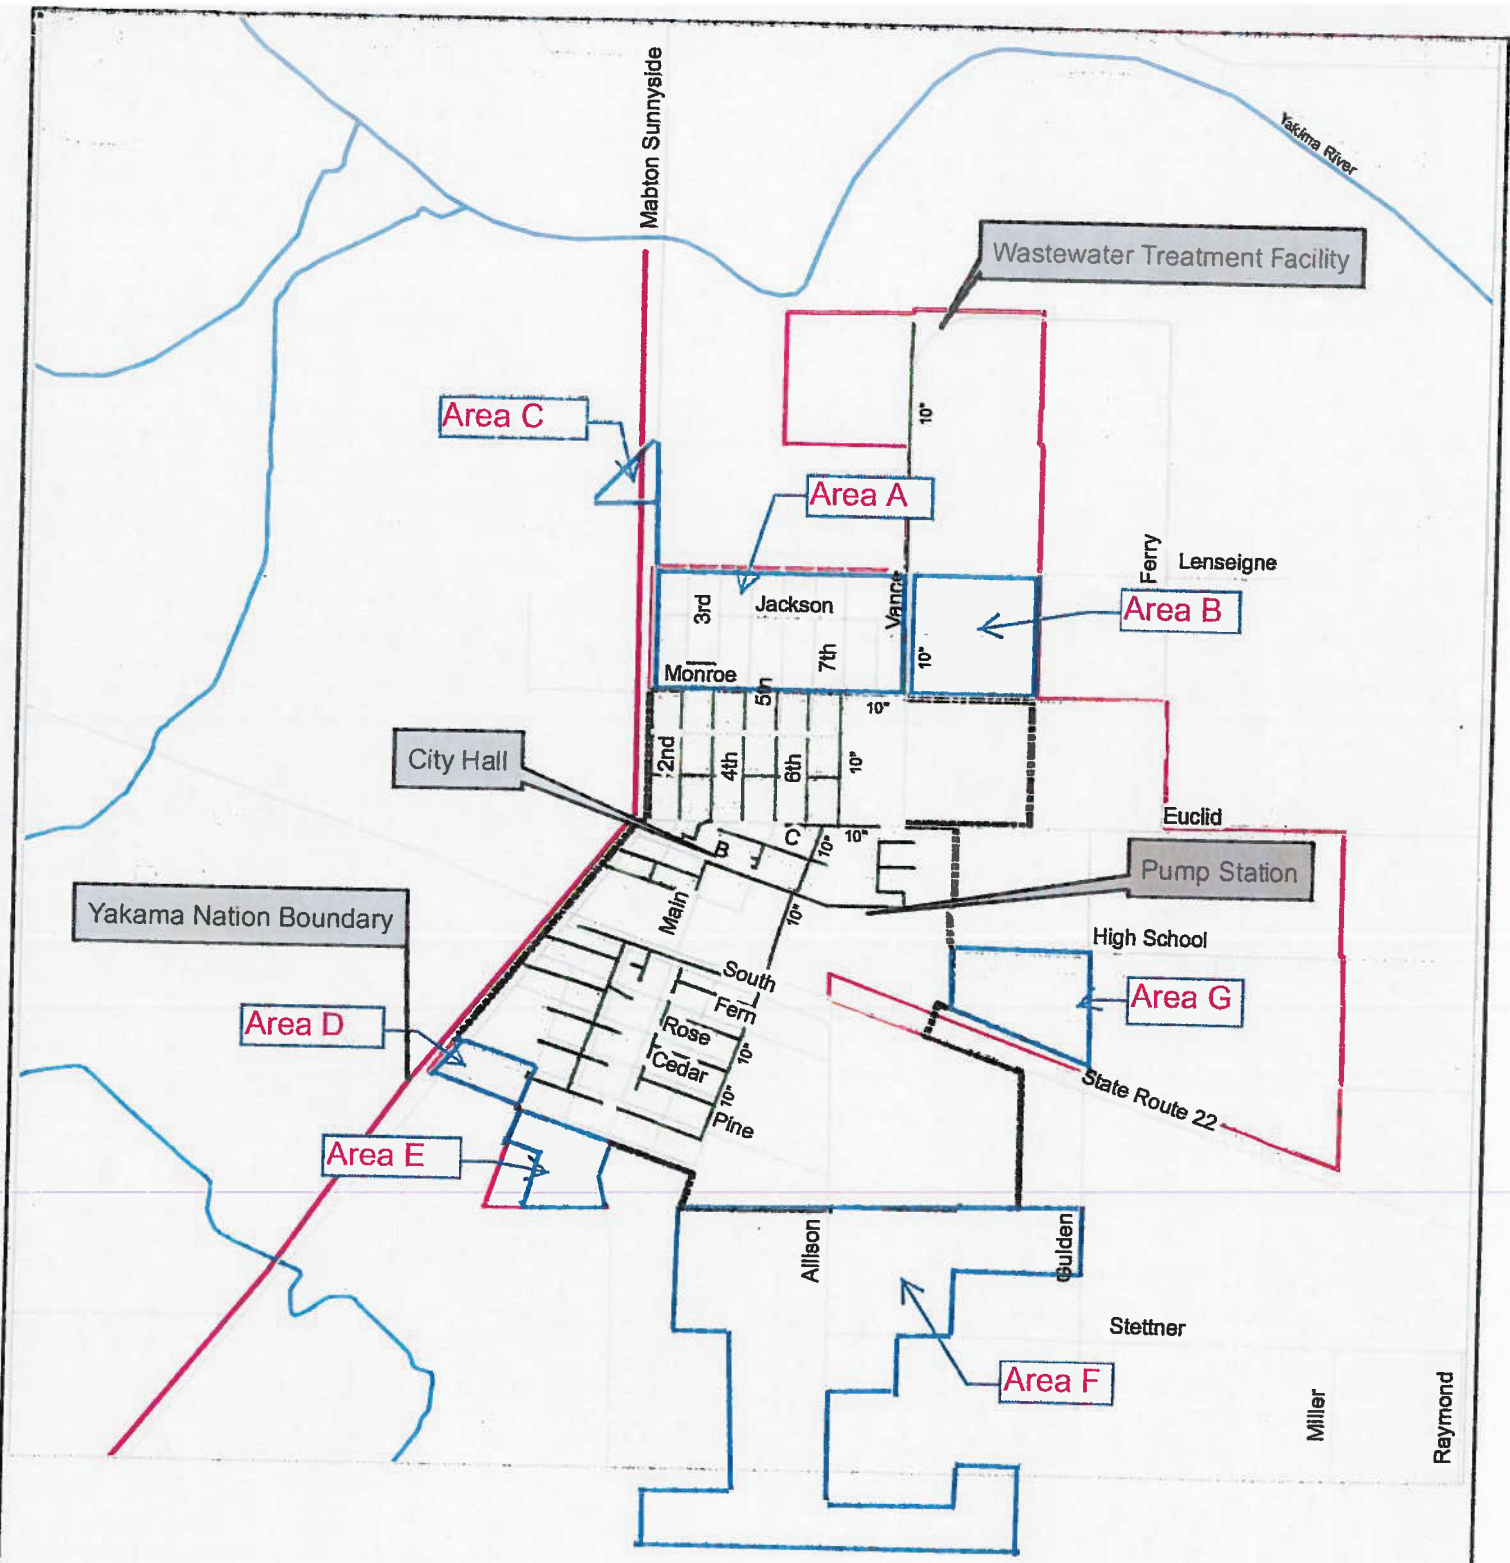 Mabton Sunnyside
Yakima River
Wastewater Treatment Facility
Area C
10"
Area A
Ferry
Lenseigne
Vance
3rd
Jackson
Area B
7th
10"
Monroe
5th
10"
2nd
4th
6th
10"
City Hall
Euclid
B
C
10"
10"
Pump Station
Yakama Nation Boundary
Main
10"
High School
South
Area G
Fern
Area D
Rose
10"
Cedar
State Route 22
10"
Pine
Area E
Allison
Gulden
Stettner
Area F
Miller
Raymond